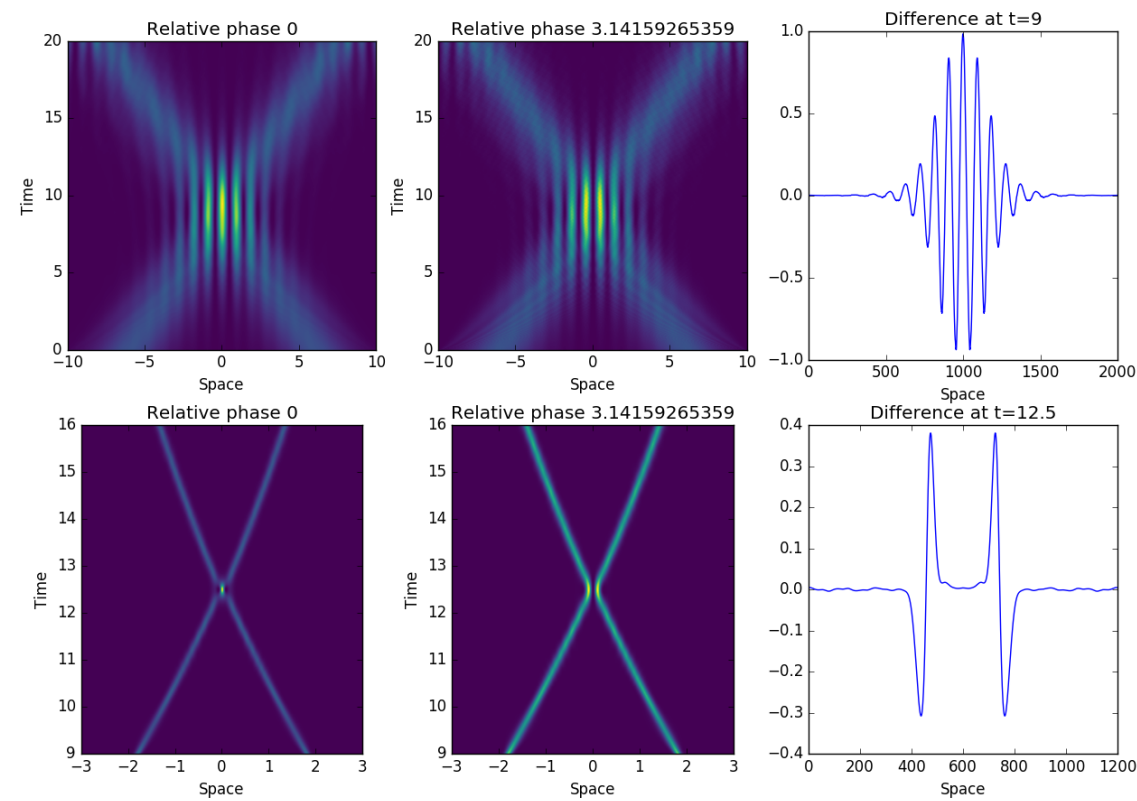 Relative phase 0
20
15
10
5
0
Time
−10 −5 0 5 10
Space
Relative phase 3.14159265359
20
15
10
5
0
Time
−10 −5 0 5 10
Space
Difference at t=9
1.0
0.5
0.0
−0.5
−1.0
0 500 1000 1500 2000
Space
Relative phase 0
16
15
14
13
12
11
10
9
Time
−3 −2 −1 0 1 2 3
Space
Relative phase 3.14159265359
16
15
14
13
12
11
10
9
Time
−3 −2 −1 0 1 2 3
Space
Difference at t=12.5
0.4
0.3
0.2
0.1
0.0
−0.1
−0.2
−0.3
−0.4
0 200 400 600 800 1000 1200
Space